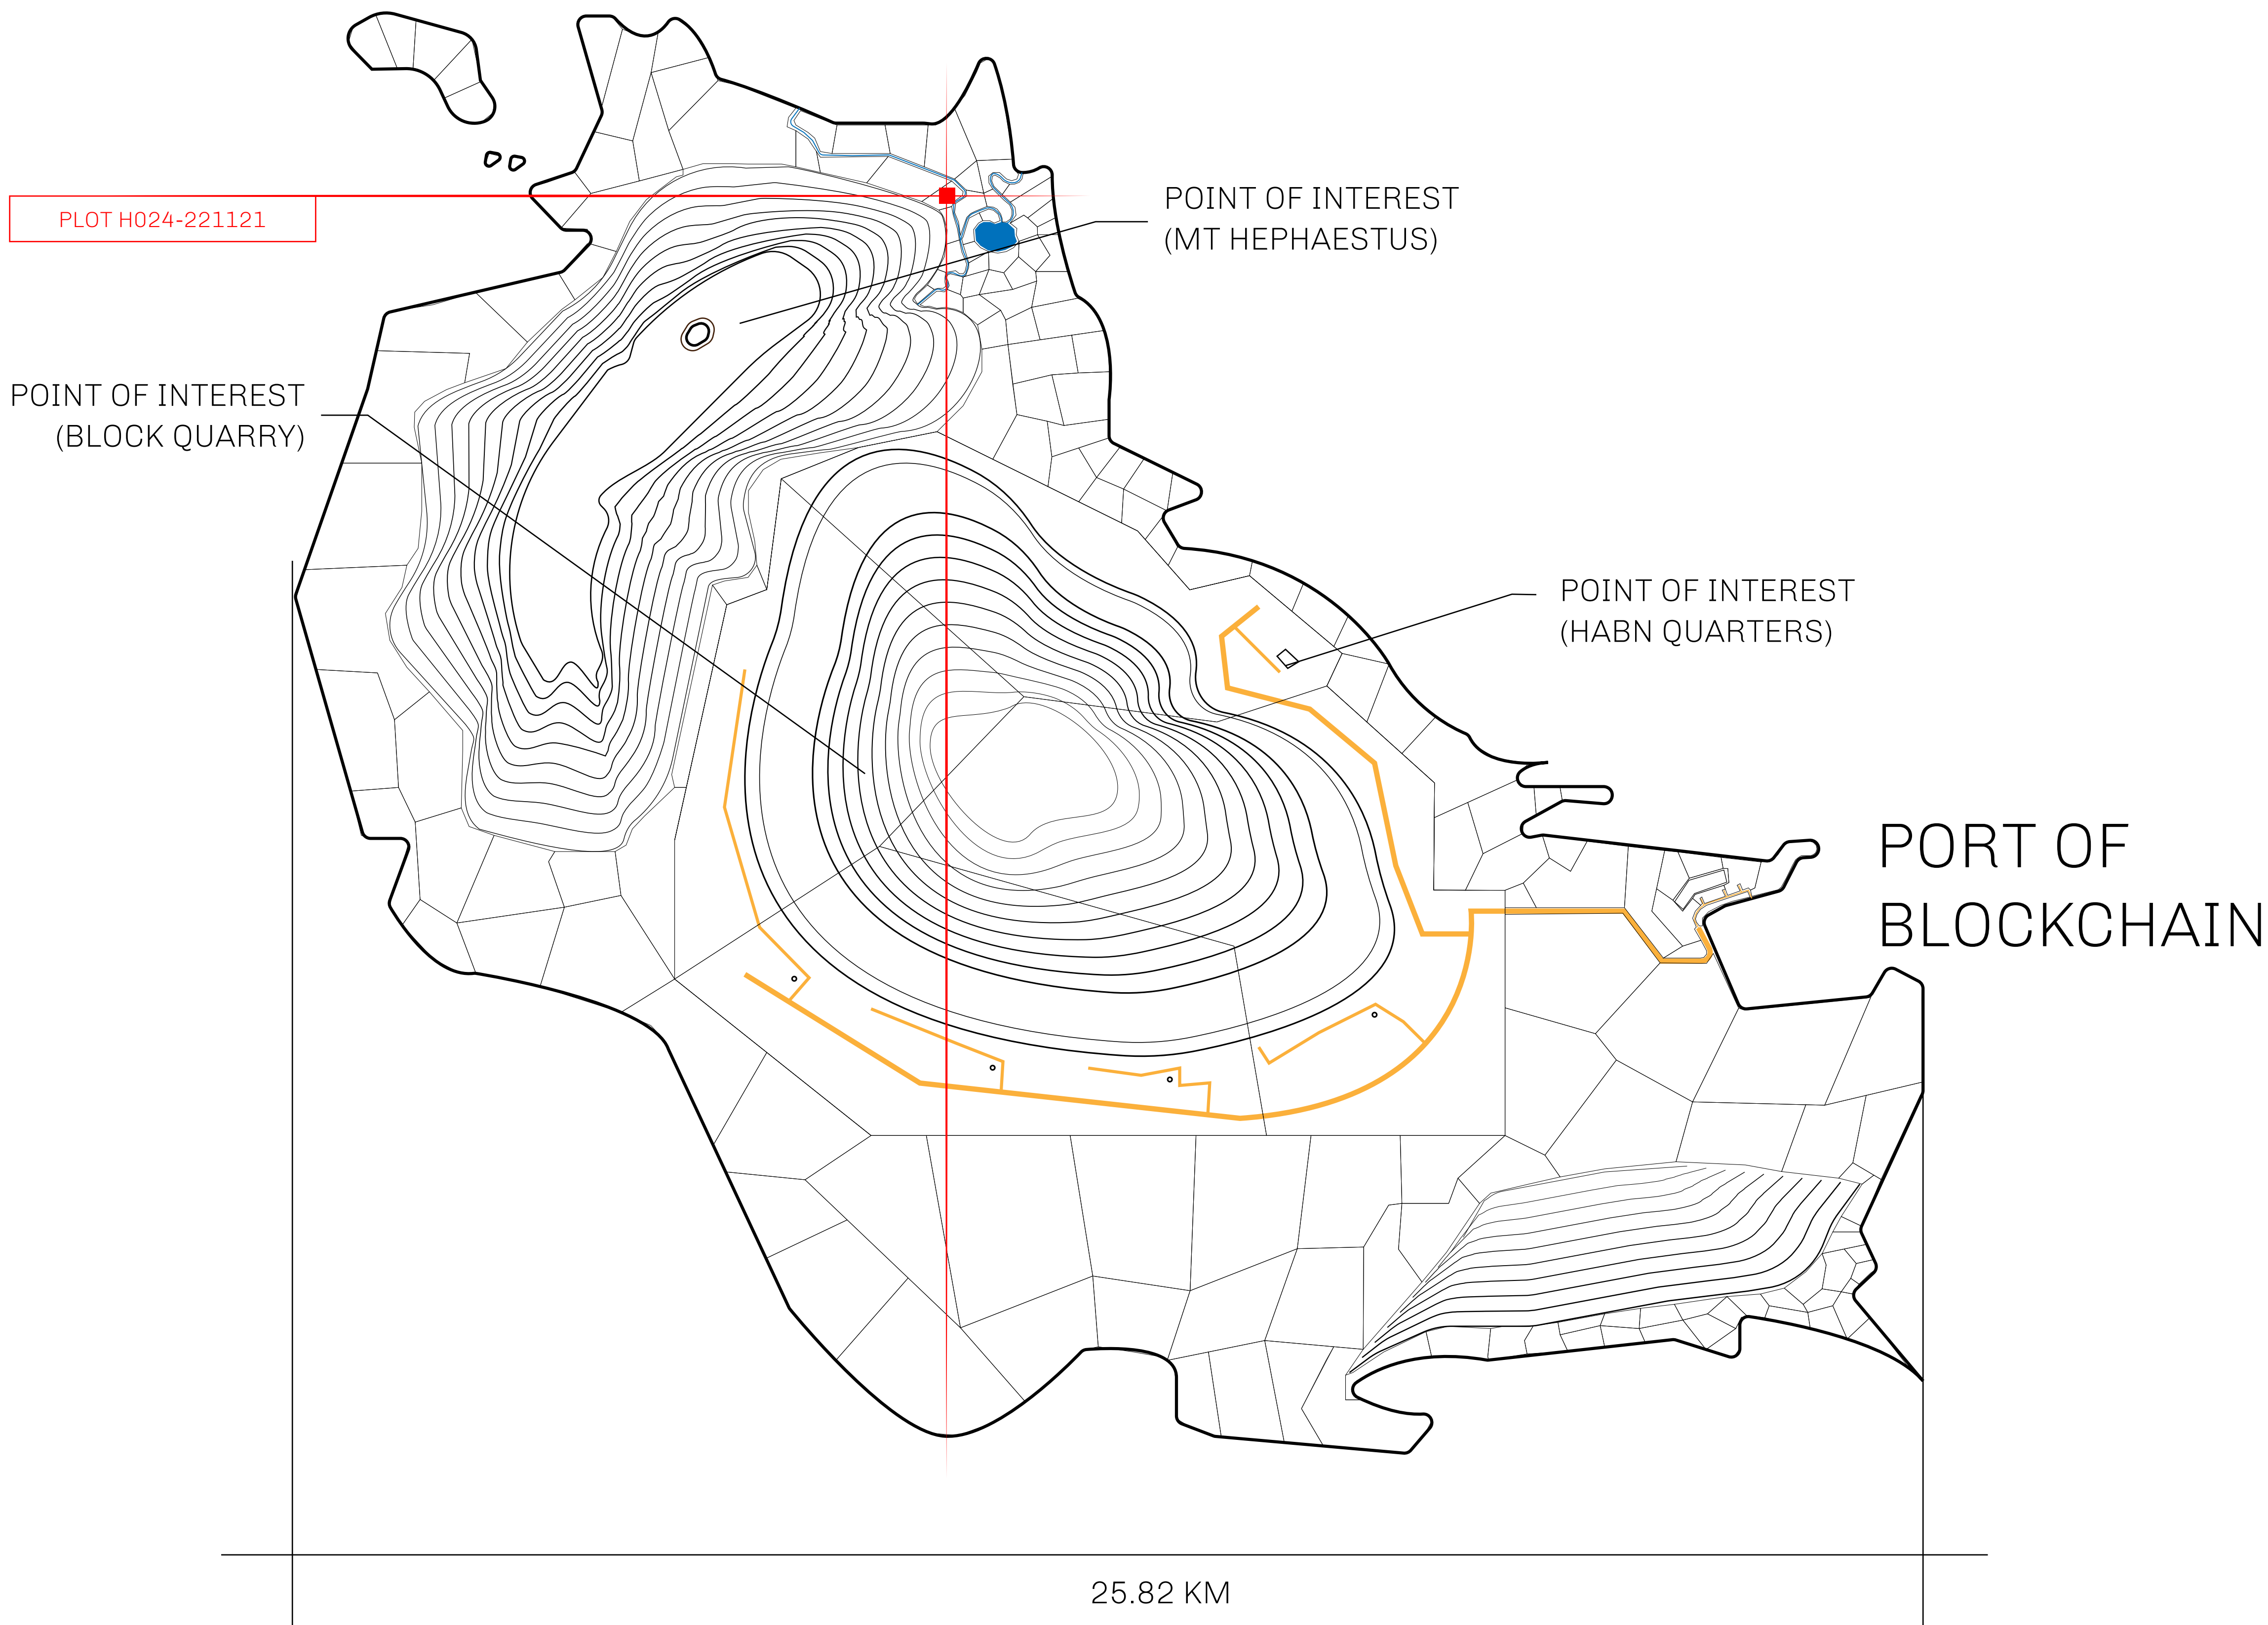 PLOT H024-221121
POINT OF INTEREST
(MT HEPHAESTUS)
POINT OF INTEREST
(BLOCK QUARRY)
POINT OF INTEREST
(HABN QUARTERS)
PORT OF
BLOCKCHAIN
25.82 KM